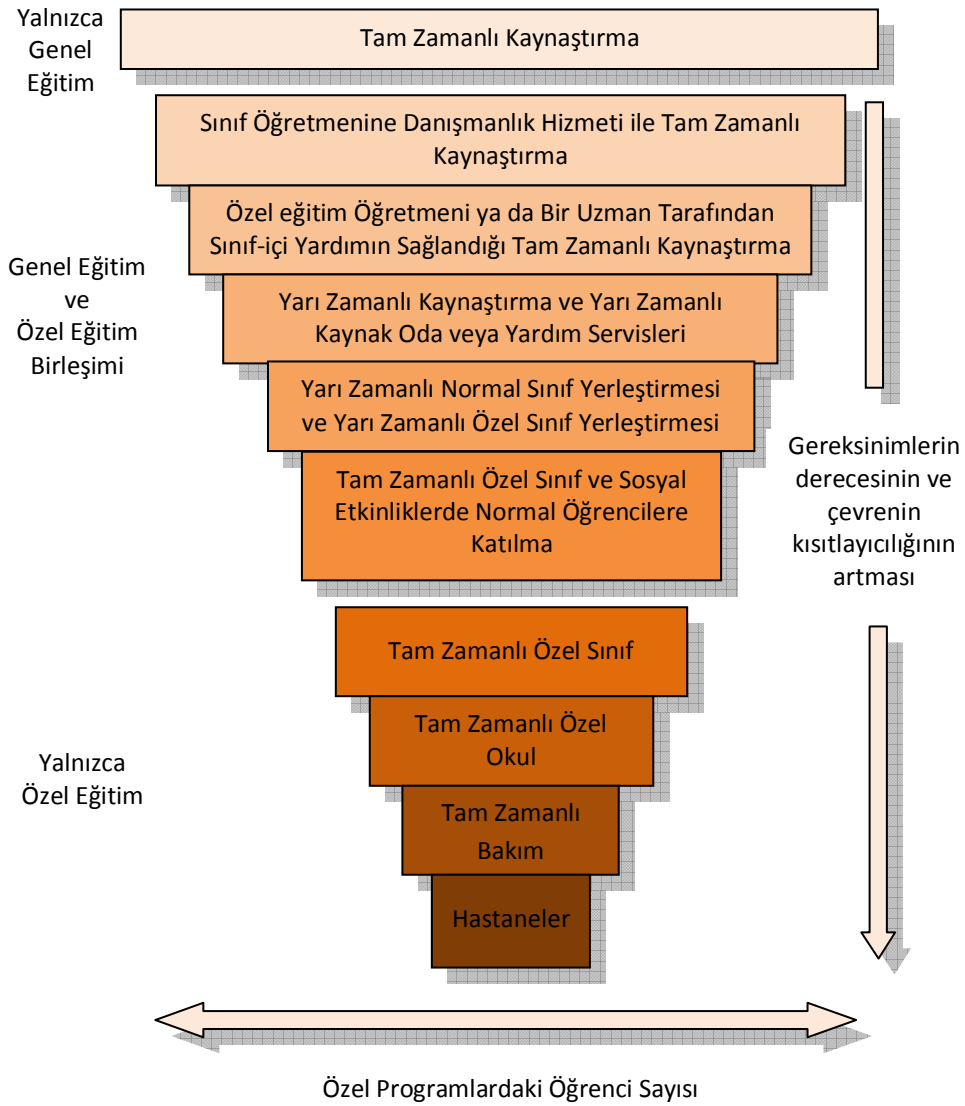 Yalnızca
Genel
Eğitim
Tam Zamanlı Kaynaştırma
Sınıf Öğretmenine Danışmanlık Hizmeti ile Tam Zamanlı
Kaynaştırma
Özel eğitim Öğretmeni ya da Bir Uzman Tarafından
Sınıf-içi Yardımın Sağlandığı Tam Zamanlı Kaynaştırma
Genel Eğitim
ve
Özel Eğitim
Birleşimi
Yarı Zamanlı Kaynaştırma ve Yarı Zamanlı
Kaynak Oda veya Yardım Servisleri
Yarı Zamanlı Normal Sınıf Yerleştirmesi
ve Yarı Zamanlı Özel Sınıf Yerleştirmesi
Tam Zamanlı Özel Sınıf ve Sosyal
Etkinliklerde Normal Öğrencilere
Katılma
Gereksinimlerin
derecesinin ve
çevrenin
kısıtlayıcılığının
artması
Tam Zamanlı Özel Sınıf
Tam Zamanlı Özel
Okul
Yalnızca
Özel Eğitim
Tam Zamanlı
Bakım
Hastaneler
Özel Programlardaki Öğrenci Sayısı